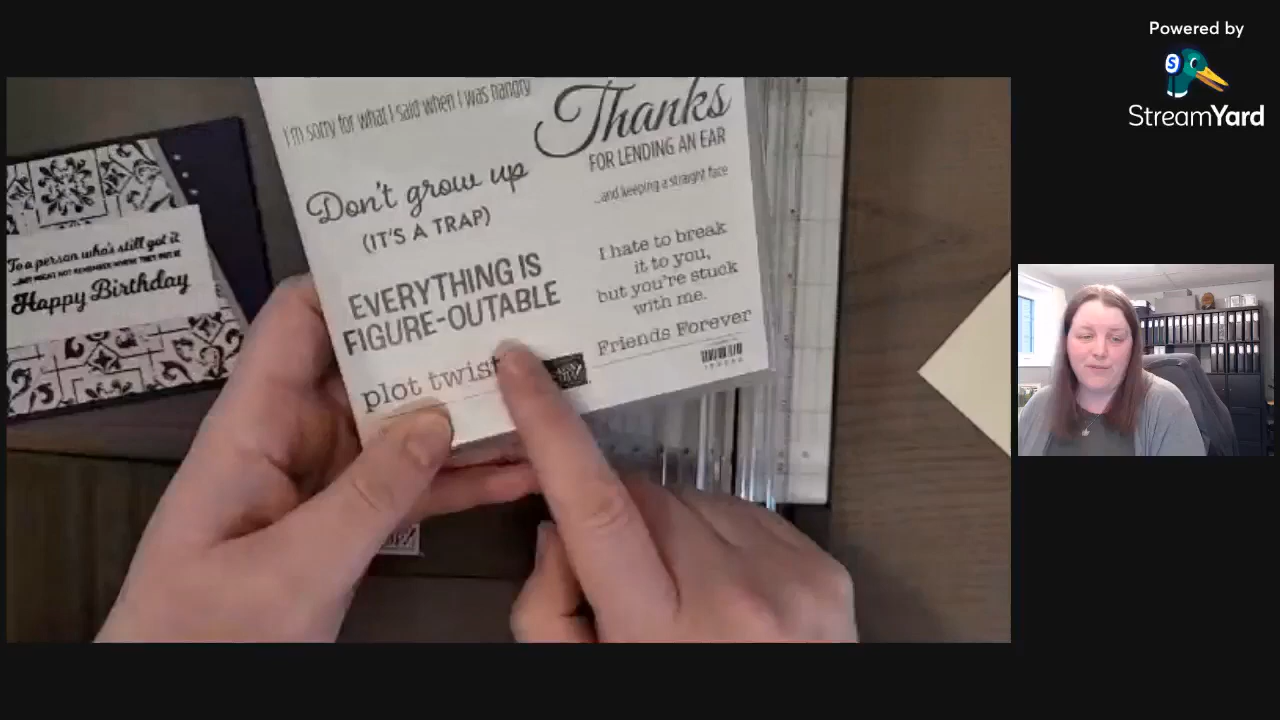 Powered by
StreamYard
I'm sorry for what I said when I was hangry
Thanks
FOR LENDING AN EAR
...and keeping a straight face
Don't grow up
(IT'S A TRAP)
EVERYTHING IS
FIGURE-OUTABLE
plot twist
I hate to break
it to you,
but you're stuck
with me.
Friends Forever
To a person who's still got it
Happy Birthday